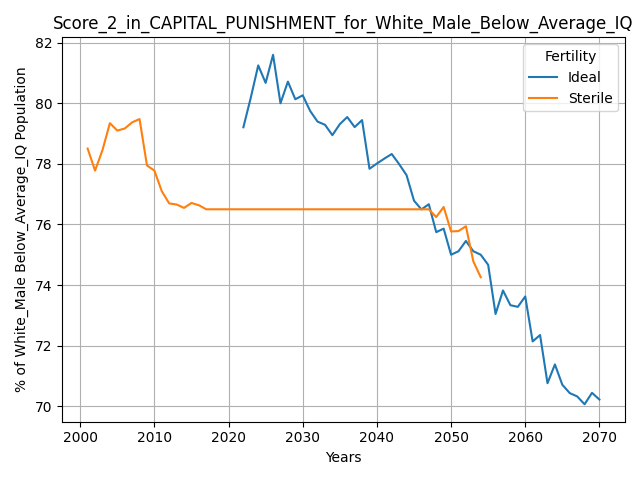 Score_2_in_CAPITAL_PUNISHMENT_for_White_Male_Below_Average_IQ
% of White_Male Below_Average_IQ Population
82
80
78
76
74
72
70
Fertility
Ideal
Sterile
2000 2010 2020 2030 2040 2050 2060 2070
Years